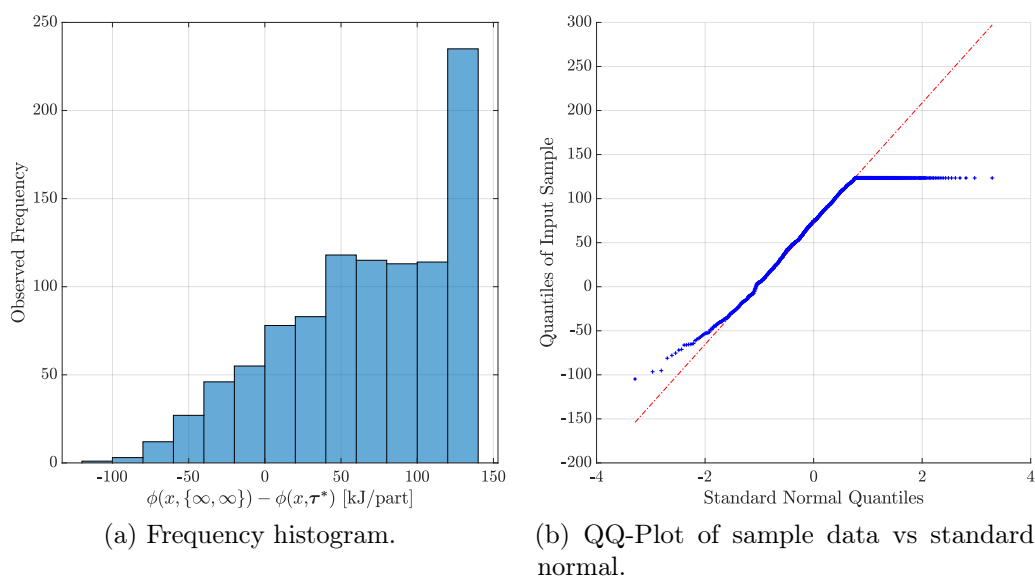 250
200
150
100
50
0
Observed Frequency
-100 -50 0 50 100 150
ϕ(x, {∞, ∞}) − ϕ(x,τ*) [kJ/part]
(a) Frequency histogram.
300
250
200
150
100
50
0
-50
-100
-150
-200
Quantiles of Input Sample
-4 -2 0 2 4
Standard Normal Quantiles
(b) QQ-Plot of sample data vs standard
normal.